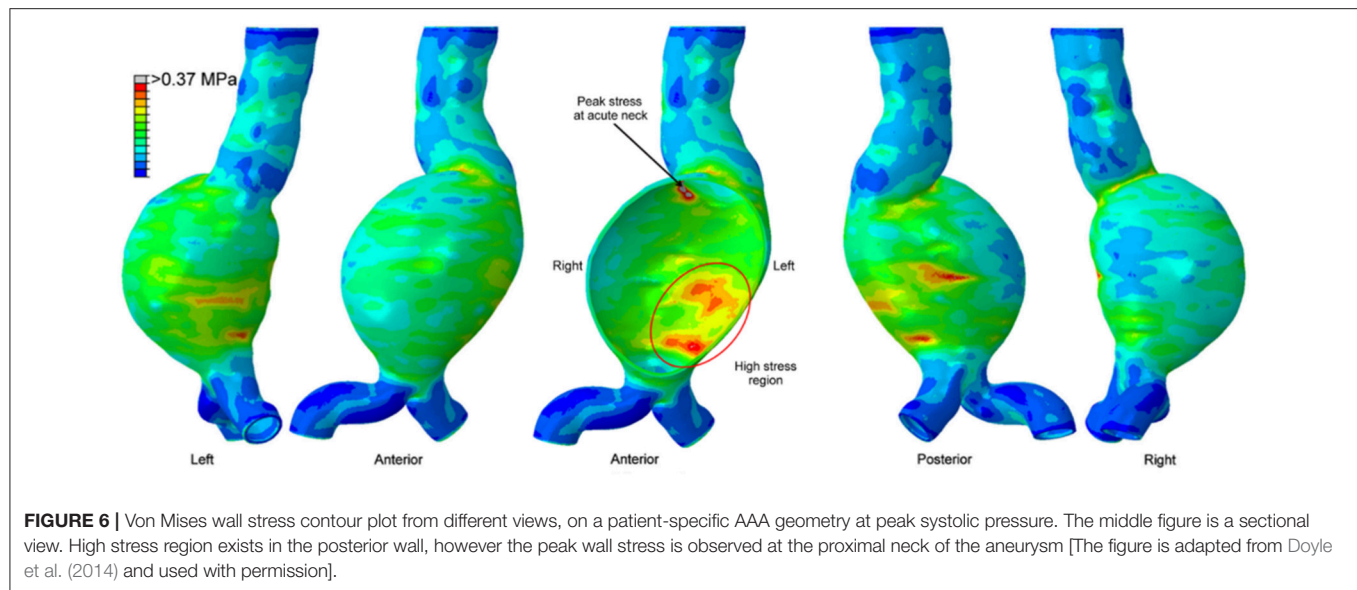 >0.37 MPa
Peak stress
at acute neck
Right
Left
High stress
region
Left
Anterior
Anterior
Posterior
Right
FIGURE 6 | Von Mises wall stress contour plot from different views, on a patient-specific AAA geometry at peak systolic pressure. The middle figure is a sectional
view. High stress region exists in the posterior wall, however the peak wall stress is observed at the proximal neck of the aneurysm [The figure is adapted from Doyle
et al. (2014) and used with permission].